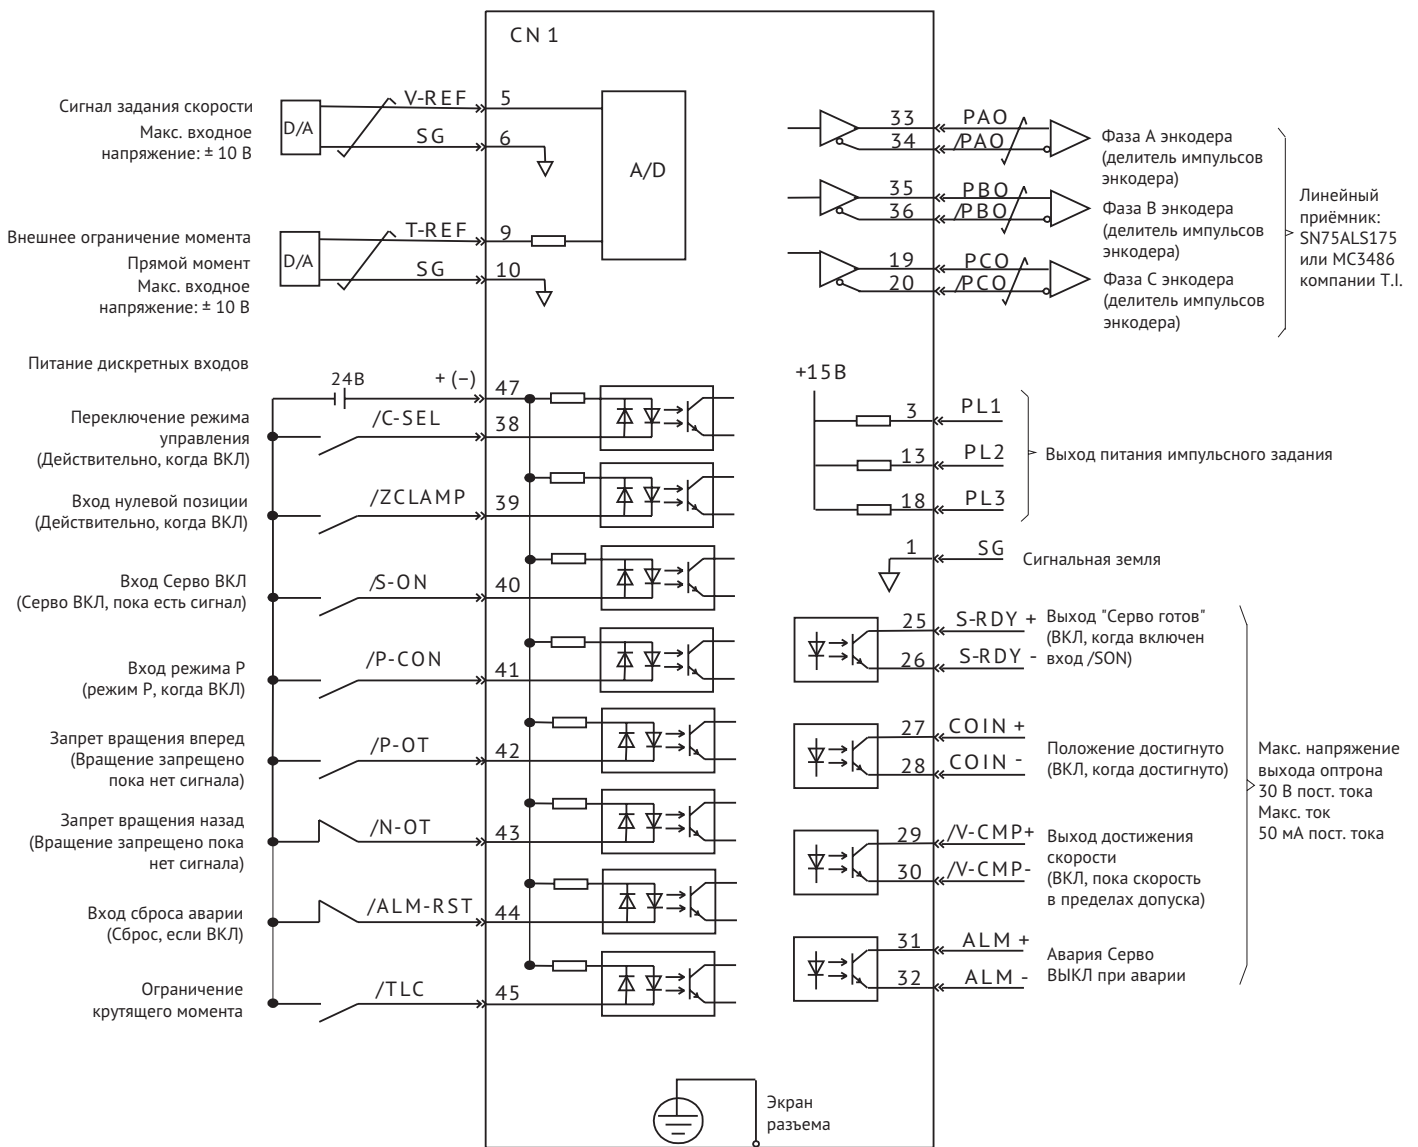 CN 1
Сигнал задания скорости
Макс. входное
напряжение: ± 10 В
D/A
V-REF
5
SG
6
A/D
Внешнее ограничение момента
Прямой момент
Макс. входное
напряжение: ± 10 В
D/A
T-REF
9
SG
10
33
PAO
34
/PAO
Фаза А энкодера
(делитель импульсов
энкодера)
35
PBO
36
/PBO
Фаза В энкодера
(делитель импульсов
энкодера)
19
PCO
20
/PCO
Фаза С энкодера
(делитель импульсов
энкодера)
Линейный
приёмник:
SN75ALS175
или MC3486
компании T.I.
Питание дискретных входов
24В
+ (−)
47
Переключение режима
управления
(Действительно, когда ВКЛ)
/C-SEL
38
Вход нулевой позиции
(Действительно, когда ВКЛ)
/ZCLAMP
39
Вход Серво ВКЛ
(Серво ВКЛ, пока есть сигнал)
/S-ON
40
Вход режима P
(режим P, когда ВКЛ)
/P-CON
41
Запрет вращения вперед
(Вращение запрещено
пока нет сигнала)
/P-OT
42
Запрет вращения назад
(Вращение запрещено пока
нет сигнала)
/N-OT
43
Вход сброса аварии
(Сброс, если ВКЛ)
/ALM-RST
44
Ограничение
крутящего момента
/TLC
45
+15В
3
PL1
13
PL2
18
PL3
Выход питания импульсного задания
1
SG
Сигнальная земля
25
S-RDY +
26
S-RDY -
Выход "Серво готов"
(ВКЛ, когда включен
вход /SON)
27
COIN +
28
COIN -
Положение достигнуто
(ВКЛ, когда достигнуто)
29
/V-CMP+
30
/V-CMP-
Выход достижения
скорости
(ВКЛ, пока скорость
в пределах допуска)
31
ALM +
32
ALM -
Авария Серво
ВЫКЛ при аварии
Макс. напряжение
выхода оптрона
30 В пост. тока
Макс. ток
50 мА пост. тока
Экран
разъема